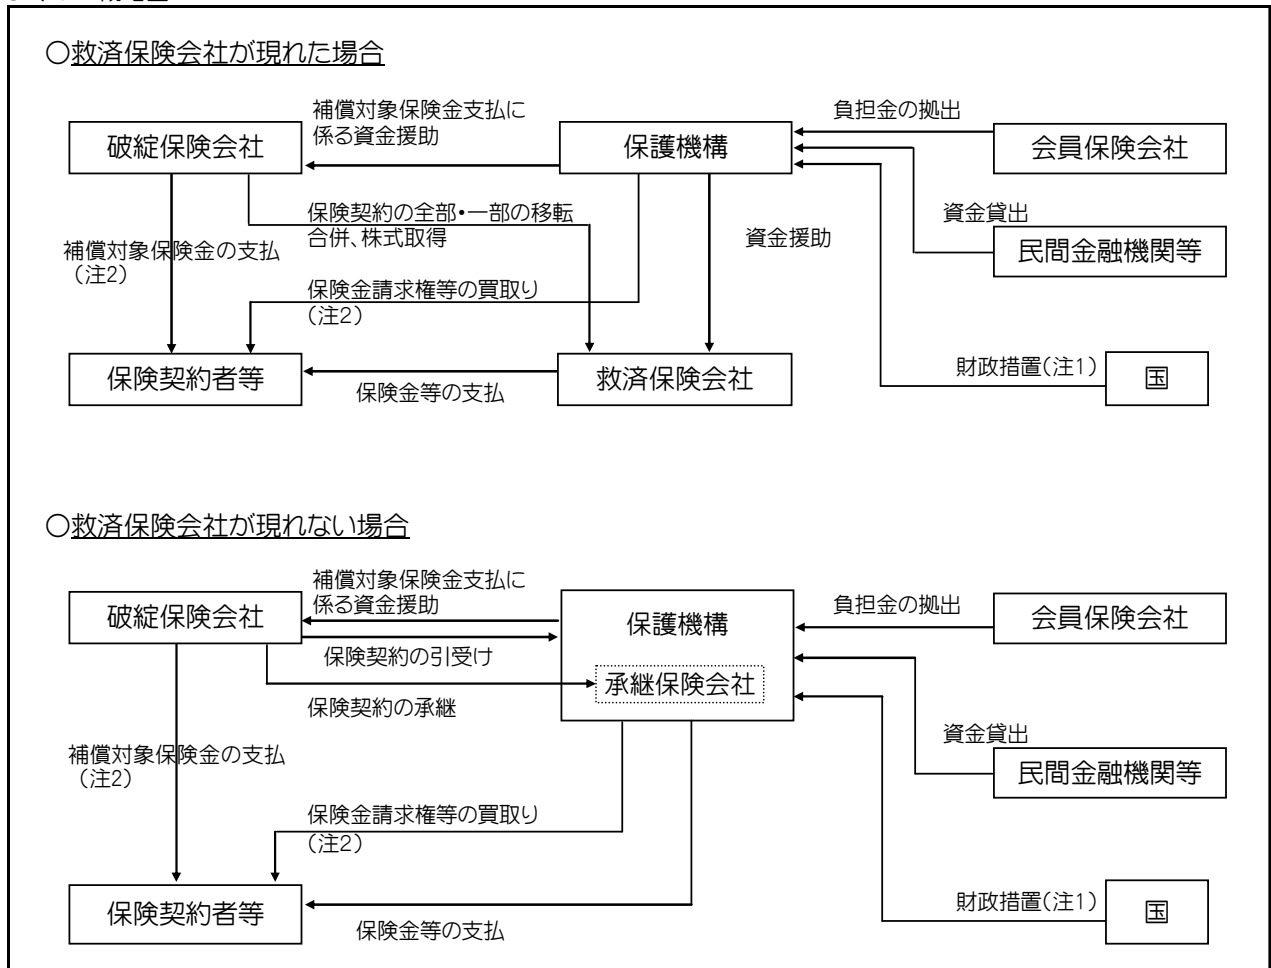 ○救済保険会社が現れた場合
補償対象保険金支払に
係る資金援助
負担金の拠出
破綻保険会社
保護機構
会員保険会社
保険契約の全部・一部の移転
合併、株式取得
資金援助
資金貸出
民間金融機関等
補償対象保険金の支払
（注2）
保険金請求権等の買取り
（注2）
保険契約者等
保険金等の支払
救済保険会社
財政措置(注1)
国
○救済保険会社が現れない場合
補償対象保険金支払に
係る資金援助
負担金の拠出
破綻保険会社
保護機構
会員保険会社
保険契約の引受け
承継保険会社
保険契約の承継
資金貸出
民間金融機関等
補償対象保険金の支払
（注2）
保険金請求権等の買取り
（注2）
保険契約者等
保険金等の支払
財政措置(注1)
国